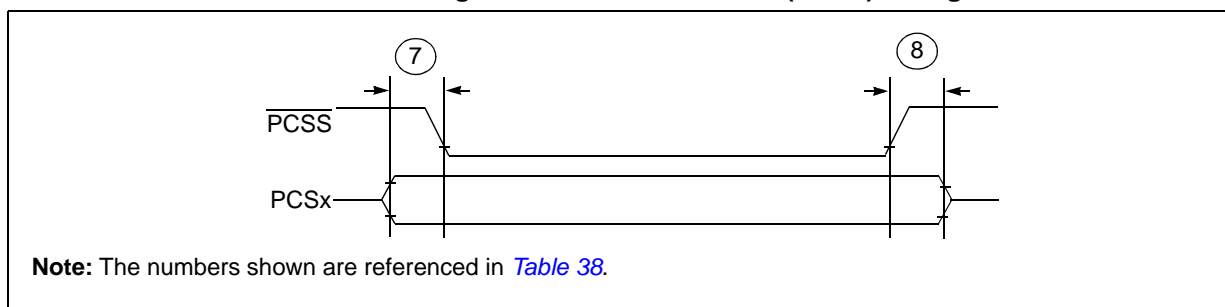 7
8
PCSS
PCSx
Note: The numbers shown are referenced in Table 38.